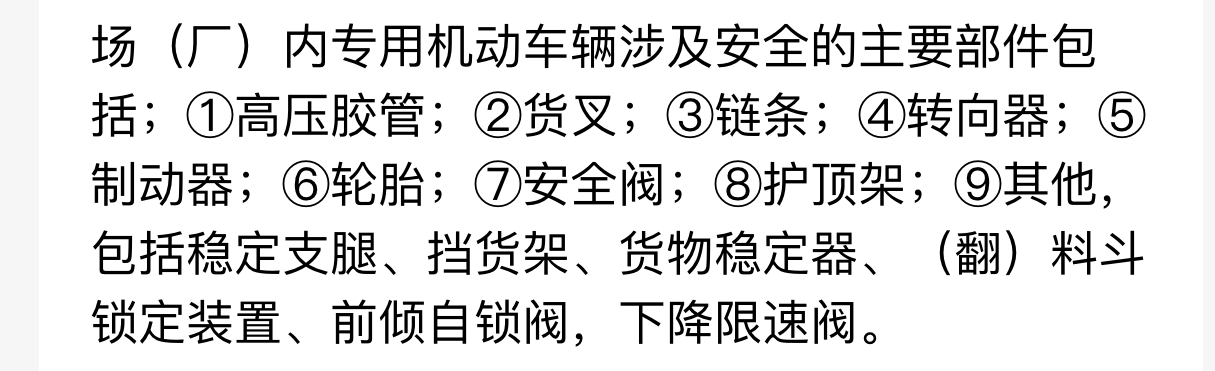 场（厂）内专用机动车辆涉及安全的主要部件包
括；①高压胶管；②货叉；③链条；④转向器；⑤
制动器；⑥轮胎；⑦安全阀；⑧护顶架；⑨其他，
包括稳定支腿、挡货架、货物稳定器、（翻）料斗
锁定装置、前倾自锁阀，下降限速阀。